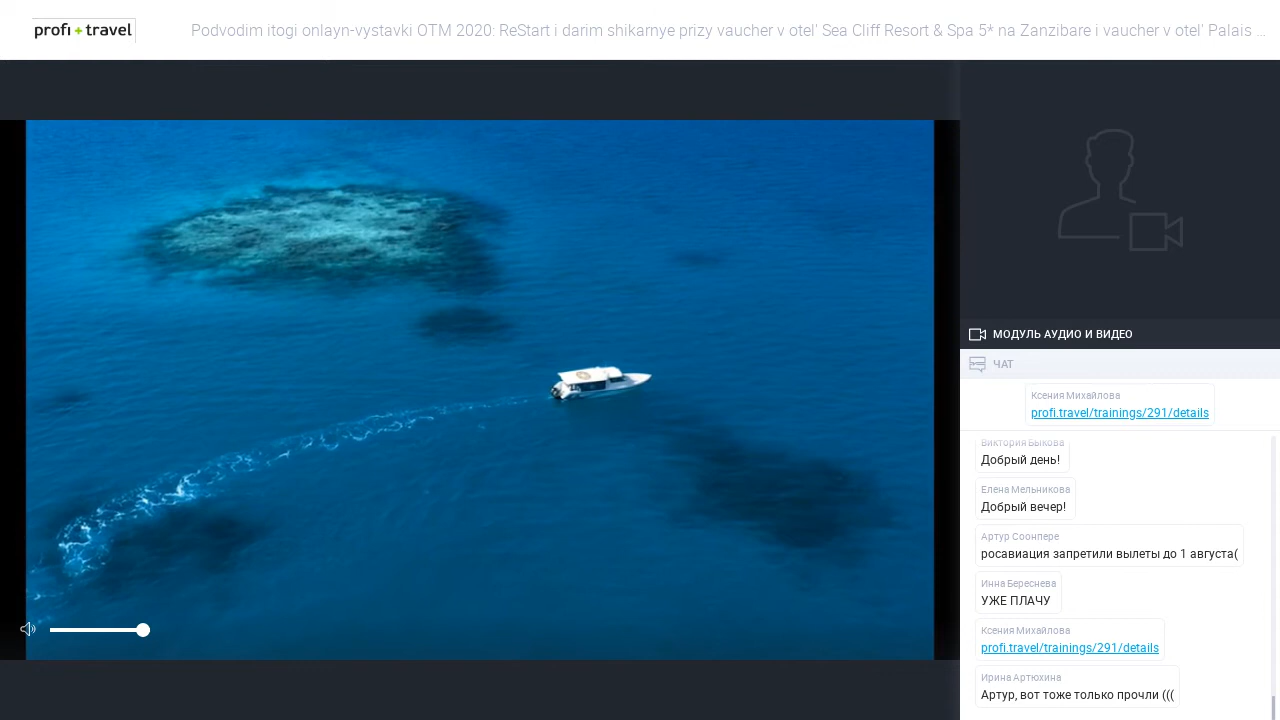 profi + travel
Podvodim itogi onlayn-vystavki OTM 2020: ReStart i darim shikarnye prizy vaucher v otel' Sea Cliff Resort & Spa 5* na Zanzibare i vaucher v otel' Palais ...
МОДУЛЬ АУДИО И ВИДЕО
ЧАТ
Ксения Михайлова
profi.travel/trainings/291/details
Виктория Быкова
Добрый день!
Елена Мельникова
Добрый вечер!
Артур Соонпере
росавиация запретили вылеты до 1 августа(
Инна Береснева
УЖЕ ПЛАЧУ
Ксения Михайлова
profi.travel/trainings/291/details
Ирина Артюхина
Артур, вот тоже только прочли (((